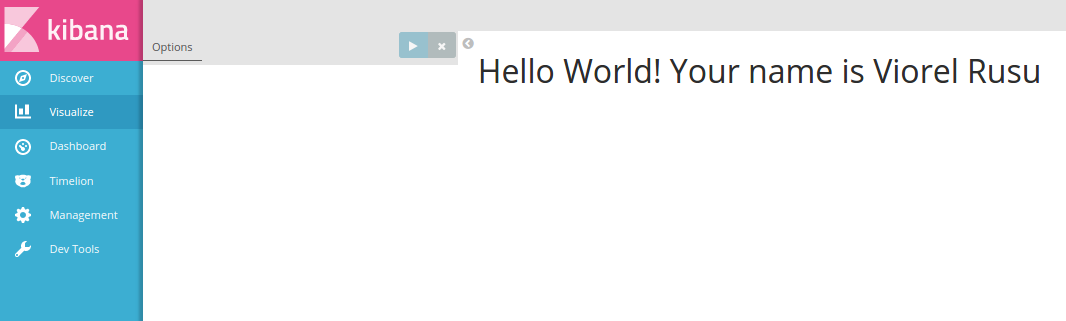 kibana
Discover
Visualize
Dashboard
Timelion
Management
Dev Tools
Options
Hello World! Your name is Viorel Rusu